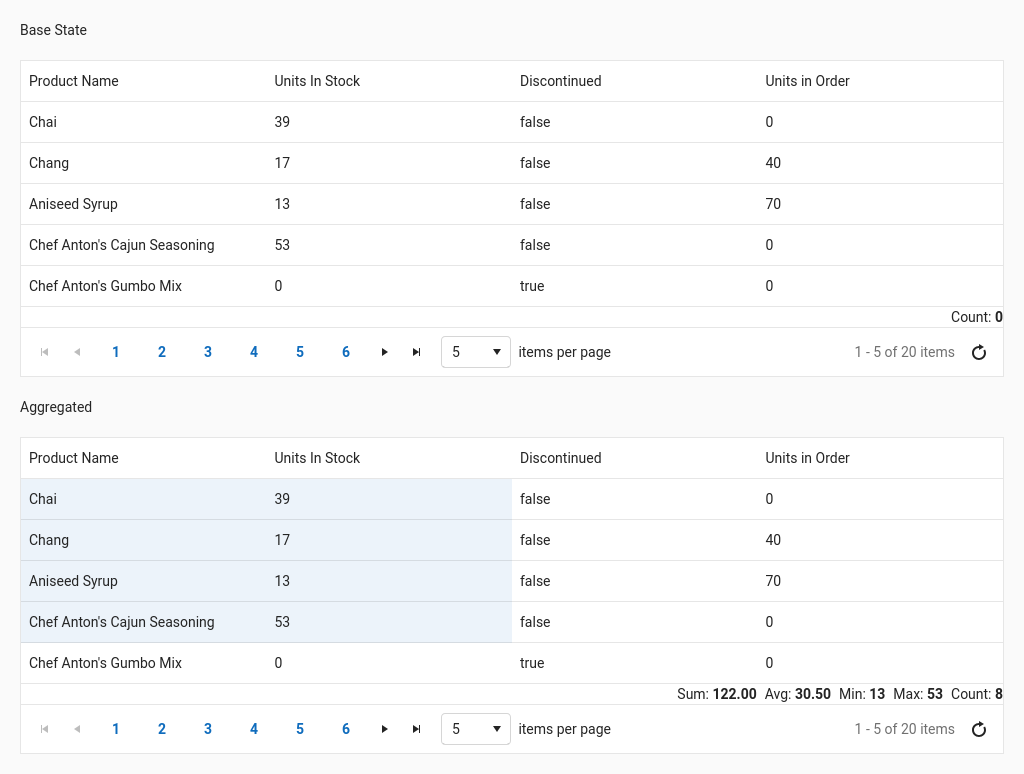 Base State
Product Name Units In Stock Discontinued Units in Order
Chai 39 false 0
Chang 17 false 40
Aniseed Syrup 13 false 70
Chef Anton's Cajun Seasoning 53 false 0
Chef Anton's Gumbo Mix 0 true 0
Count: 0
1 2 3 4 5 6 5 items per page 1 - 5 of 20 items
Aggregated
Product Name Units In Stock Discontinued Units in Order
Chai 39 false 0
Chang 17 false 40
Aniseed Syrup 13 false 70
Chef Anton's Cajun Seasoning 53 false 0
Chef Anton's Gumbo Mix 0 true 0
Sum: 122.00 Avg: 30.50 Min: 13 Max: 53 Count: 8
1 2 3 4 5 6 5 items per page 1 - 5 of 20 items